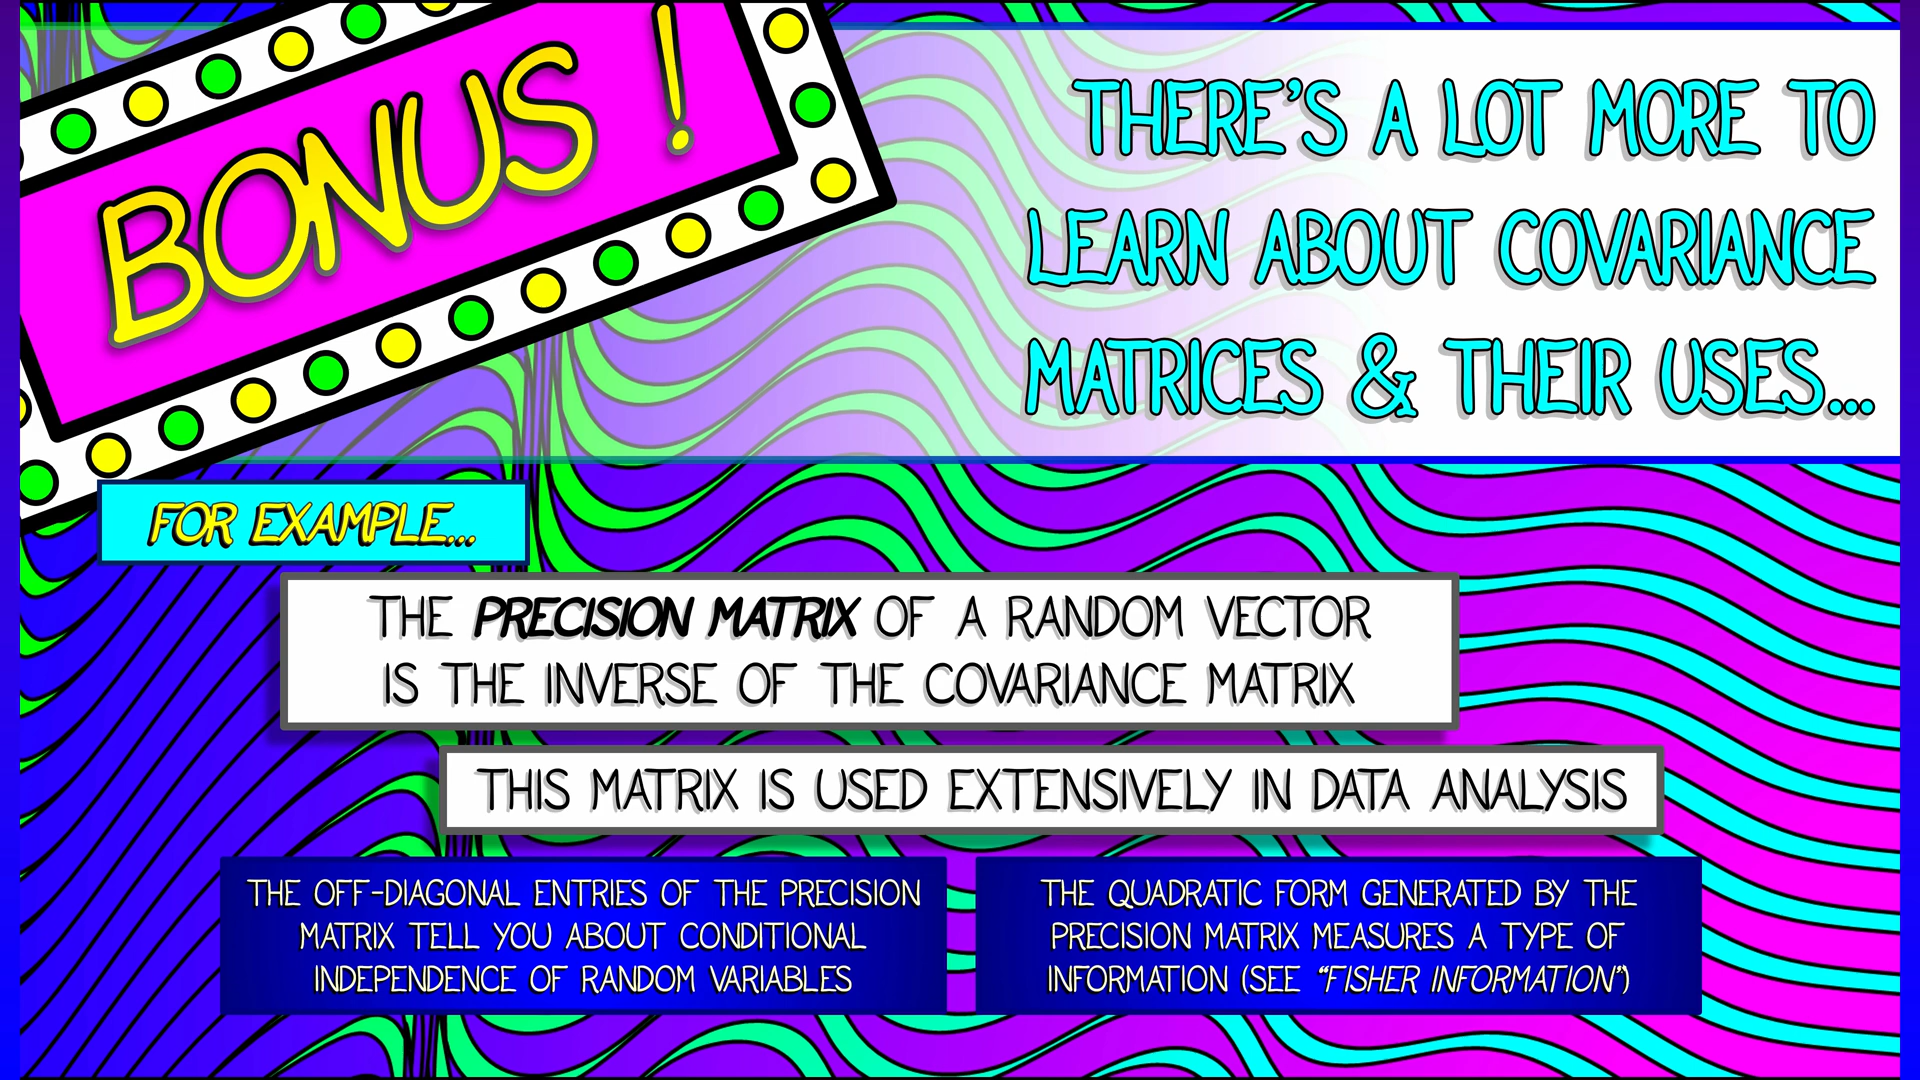 BONUS!
THERE'S A LOT MORE TO
LEARN ABOUT COVARIANCE
MATRICES & THEIR USES...
FOR EXAMPLE...
THE PRECISION MATRIX OF A RANDOM VECTOR
IS THE INVERSE OF THE COVARIANCE MATRIX
THIS MATRIX IS USED EXTENSIVELY IN DATA ANALYSIS
THE OFF-DIAGONAL ENTRIES OF THE PRECISION
MATRIX TELL YOU ABOUT CONDITIONAL
INDEPENDENCE OF RANDOM VARIABLES
THE QUADRATIC FORM GENERATED BY THE
PRECISION MATRIX MEASURES A TYPE OF
INFORMATION (SEE "FISHER INFORMATION")